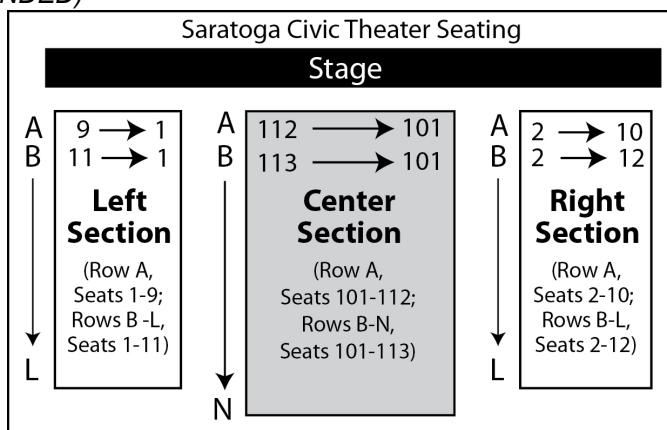 NDED)
Saratoga Civic Theater Seating
Stage
A 9 1
B 11 1
Left
Section
(Row A,
Seats 1-9;
Rows B -L,
Seats 1-11)
L
A 112 101
B 113 101
Center
Section
(Row A,
Seats 101-112;
Rows B-N,
Seats 101-113)
N
A 2 10
B 2 12
Right
Section
(Row A,
Seats 2-10;
Rows B-L,
Seats 2-12)
L